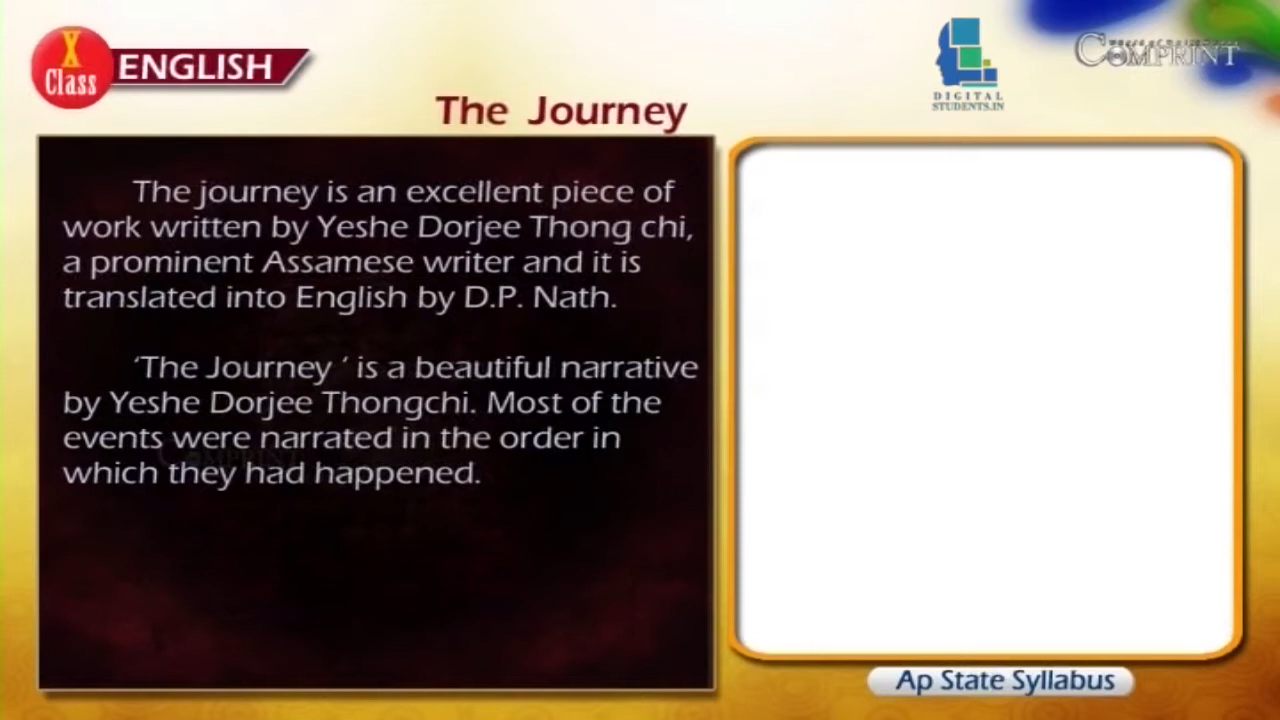 X
Class
ENGLISH
DIGITAL
STUDENTS.IN
COMPRINT
The Journey
The journey is an excellent piece of
work written by Yeshe Dorjee Thong chi,
a prominent Assamese writer and it is
translated into English by D.P. Nath.
‘The Journey ‘ is a beautiful narrative
by Yeshe Dorjee Thongchi. Most of the
events were narrated in the order in
which they had happened.
Ap State Syllabus